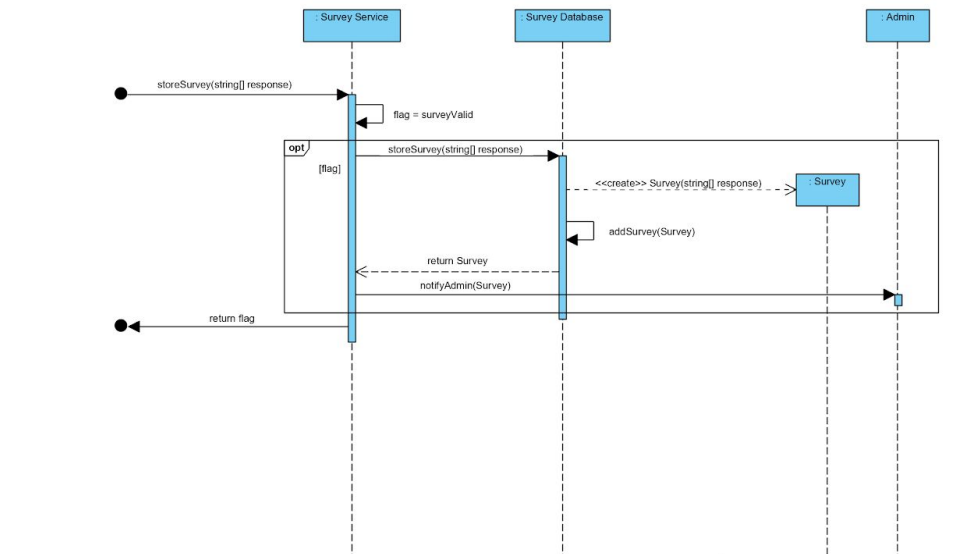 : Survey Service
: Survey Database
: Admin
storeSurvey(string[] response)
flag = surveyValid
opt
storeSurvey(string[] response)
[flag]
<<create>> Survey(string[] response)
: Survey
addSurvey(Survey)
return Survey
notifyAdmin(Survey)
return flag